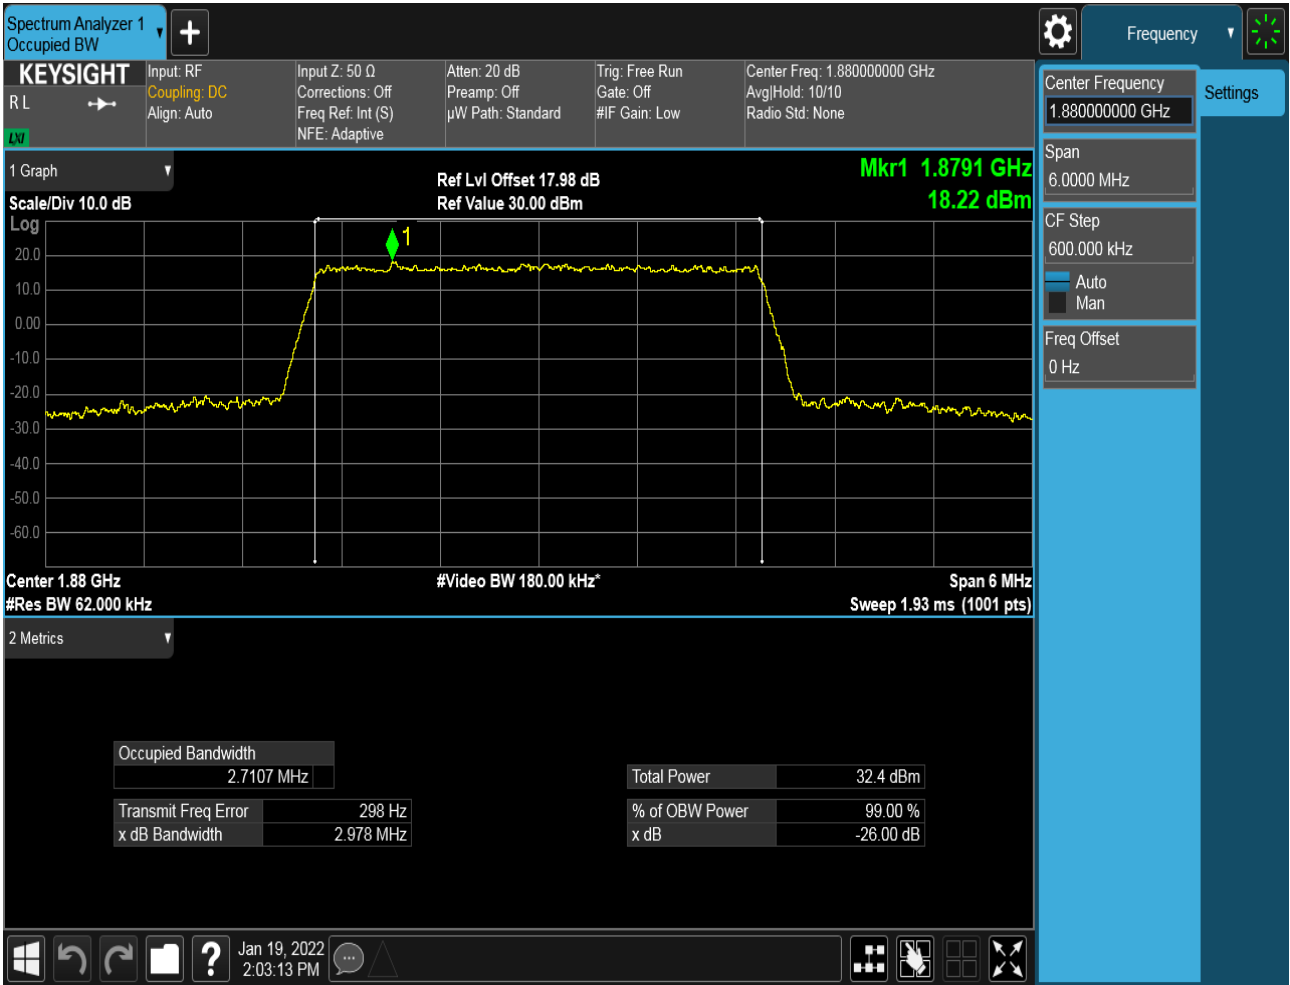 Spectrum Analyzer 1
Occupied BW
+
Frequency
KEYSIGHT
R L
LXI
Input: RF
Coupling: DC
Align: Auto
Input Z: 50 Ω
Corrections: Off
Freq Ref: Int (S)
NFE: Adaptive
Atten: 20 dB
Preamp: Off
µW Path: Standard
Trig: Free Run
Gate: Off
#IF Gain: Low
Center Freq: 1.880000000 GHz
Avg|Hold: 10/10
Radio Std: None
Center Frequency
1.880000000 GHz
Settings
Span
6.0000 MHz
CF Step
600.000 kHz
Auto
Man
Freq Offset
0 Hz
1 Graph
Scale/Div 10.0 dB
Log
Ref Lvl Offset 17.98 dB
Ref Value 30.00 dBm
Mkr1 1.8791 GHz
18.22 dBm
1
20.0
10.0
0.00
-10.0
-20.0
-30.0
-40.0
-50.0
-60.0
Center 1.88 GHz
#Video BW 180.00 kHz*
Span 6 MHz
#Res BW 62.000 kHz
Sweep 1.93 ms (1001 pts)
2 Metrics
Occupied Bandwidth
2.7107 MHz
Total Power 32.4 dBm
Transmit Freq Error 298 Hz
% of OBW Power 99.00 %
x dB Bandwidth 2.978 MHz
x dB -26.00 dB
?
Jan 19, 2022
2:03:13 PM